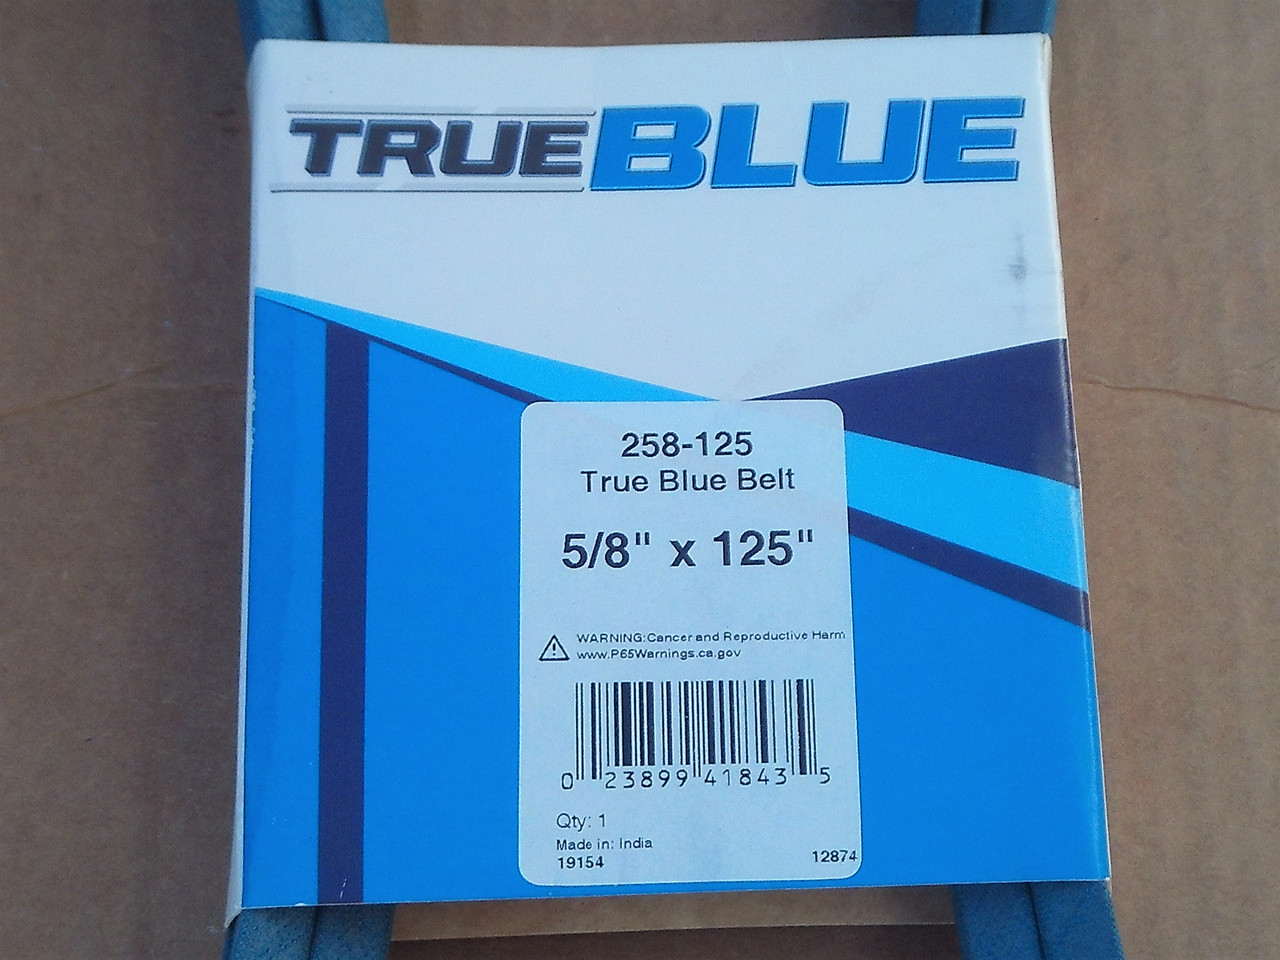 TRUEBLUE
258-125
True Blue Belt
5/8" x 125"
WARNING: Cancer and Reproductive Harm
www.P65Warnings.ca.gov
0 23899 41843 5
Qty: 1
Made in: India
19154 12874